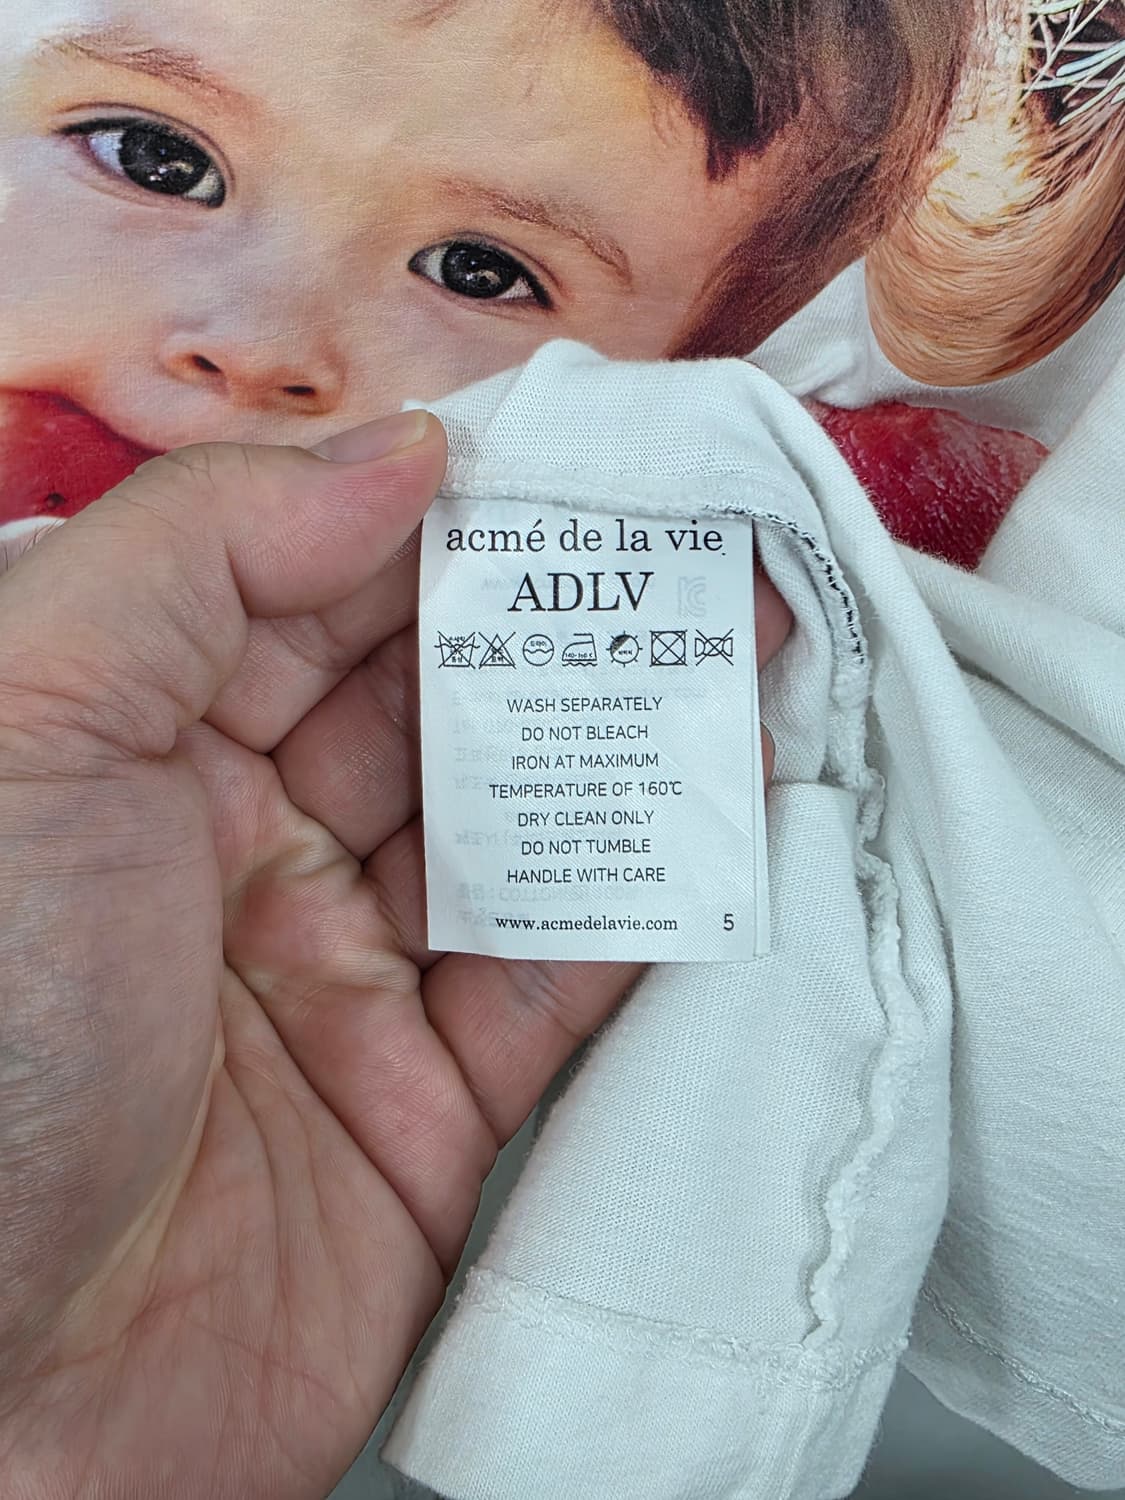 acmé de la vie
ADLV
WASH SEPARATELY
DO NOT BLEACH
IRON AT MAXIMUM
TEMPERATURE OF 160℃
DRY CLEAN ONLY
DO NOT TUMBLE
HANDLE WITH CARE
www.acmedelavie.com 5